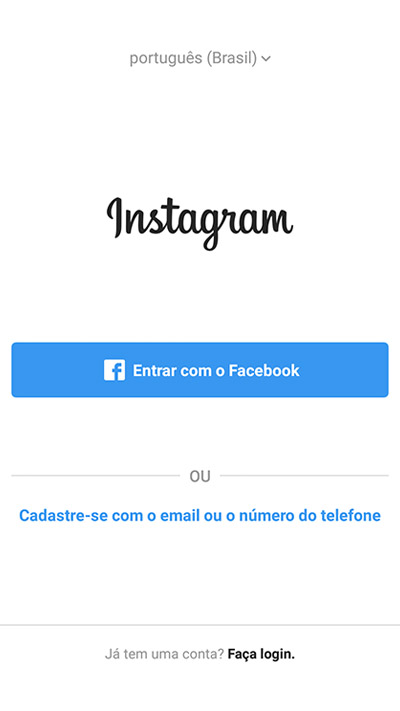 português (Brasil)
Instagram
Entrar com o Facebook
OU
Cadastre-se com o email ou o número do telefone
Já tem uma conta? Faça login.